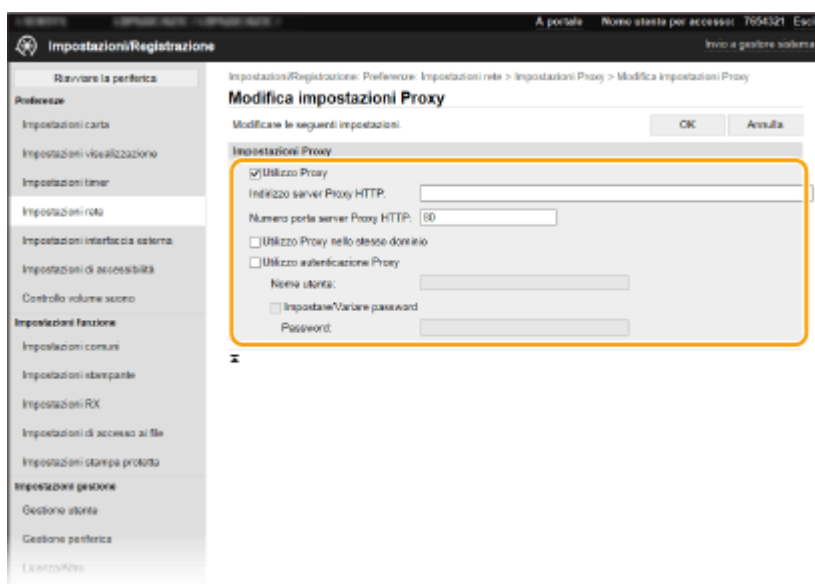 A portale Nome utente per accesso: 7654321 Esci
Impostazioni/Registrazione
Invio a gestore sistema
Riavviare la periferica
Preferenze
Impostazioni carta
Impostazioni visualizzazione
Impostazioni timer
Impostazioni rete
Impostazioni interfaccia esterna
Impostazioni di accessibilità
Controllo volume suono
Impostazioni funzione
Impostazioni comuni
Impostazioni stampante
Impostazioni RX
Impostazioni di accesso ai file
Impostazioni stampa protetta
Impostazioni gestione
Gestione utente
Gestione periferica
Licenza/Altro
Impostazioni/Registrazione: Preferenze: Impostazioni rete > Impostazioni Proxy > Modifica impostazioni Proxy
Modifica impostazioni Proxy
Modificare le seguenti impostazioni.
OK
Annulla
Impostazioni Proxy
Utilizzo Proxy
Indirizzo server Proxy HTTP:
Numero porta server Proxy HTTP: 80
Utilizzo Proxy nello stesso dominio
Utilizzo autenticazione Proxy
Nome utente:
Impostare/Variare password
Password: